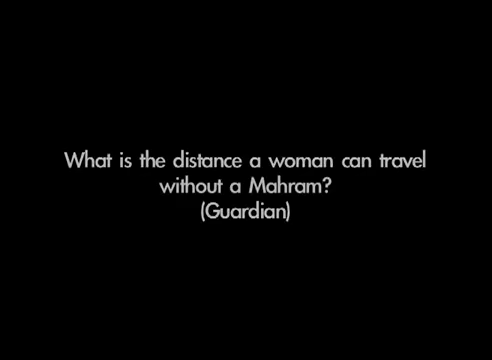 What is the distance a woman can travel
without a Mahram?
(Guardian)